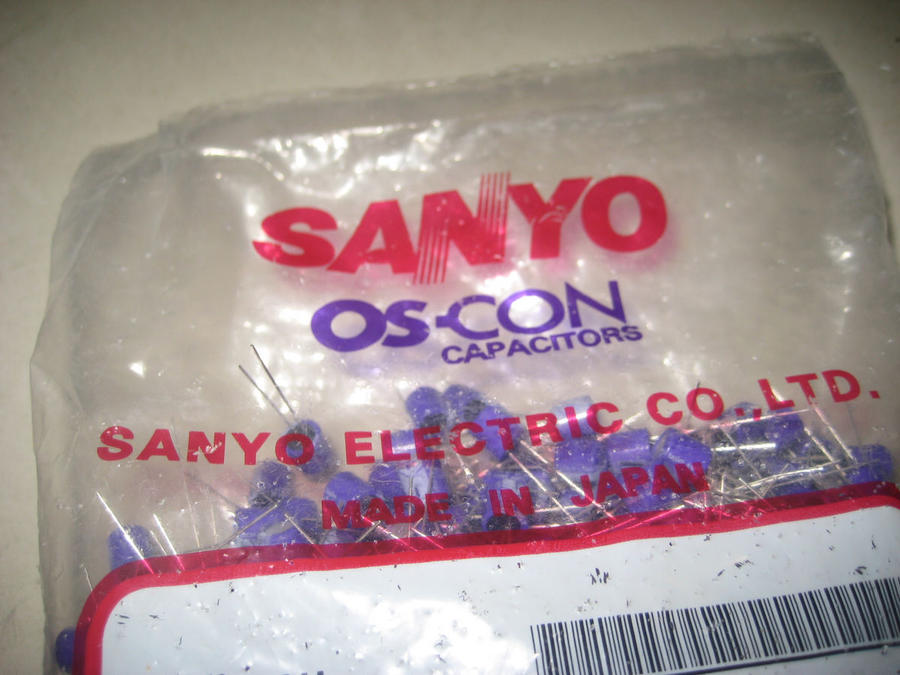 SANYO
OS-CON
CAPACITORS
SANYO ELECTRIC CO.,LTD.
MADE IN JAPAN